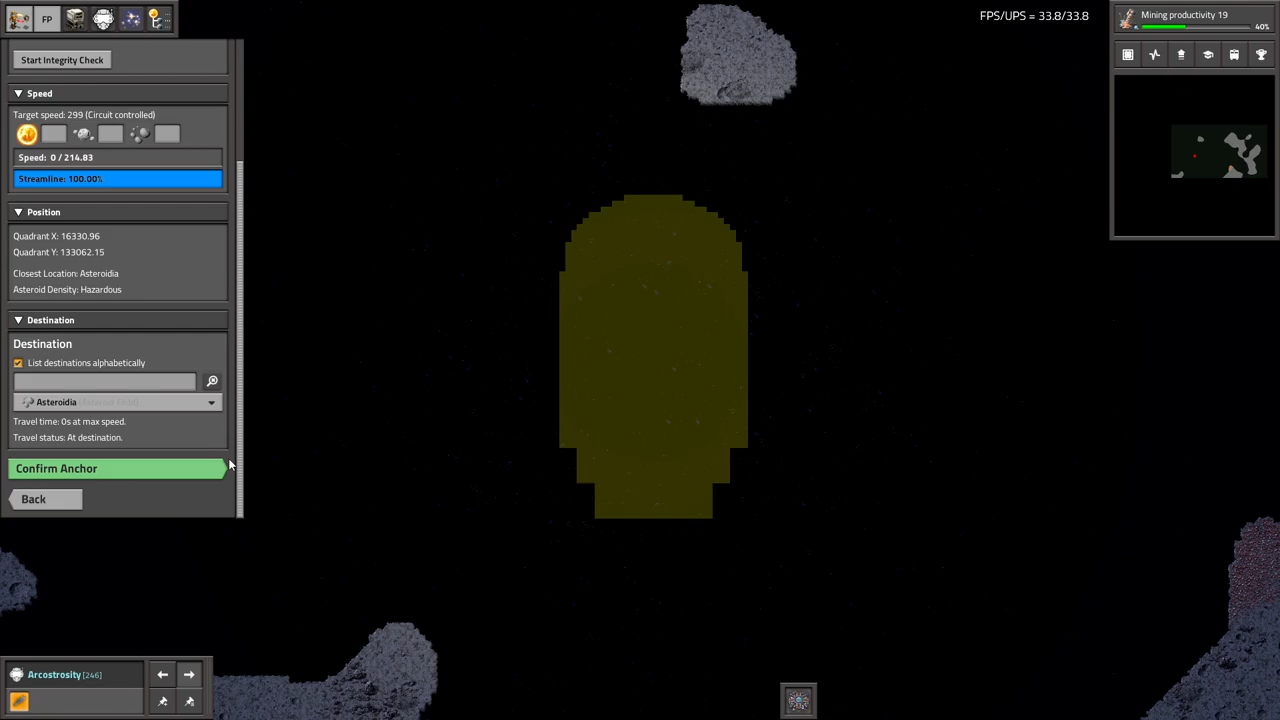 FP
FPS/UPS = 33.8/33.8
Mining productivity 19
40%
Start Integrity Check
Speed
Target speed: 299 (Circuit controlled)
Speed: 0 / 214.83
Streamline: 100.00%
Position
Quadrant X: 16330.96
Quadrant Y: 133062.15
Closest Location: Asteroidia
Asteroid Density: Hazardous
Destination
Destination
List destinations alphabetically
Asteroidia
Travel time: 0s at max speed.
Travel status: At destination.
Confirm Anchor
Back
Arcostrosity [246]